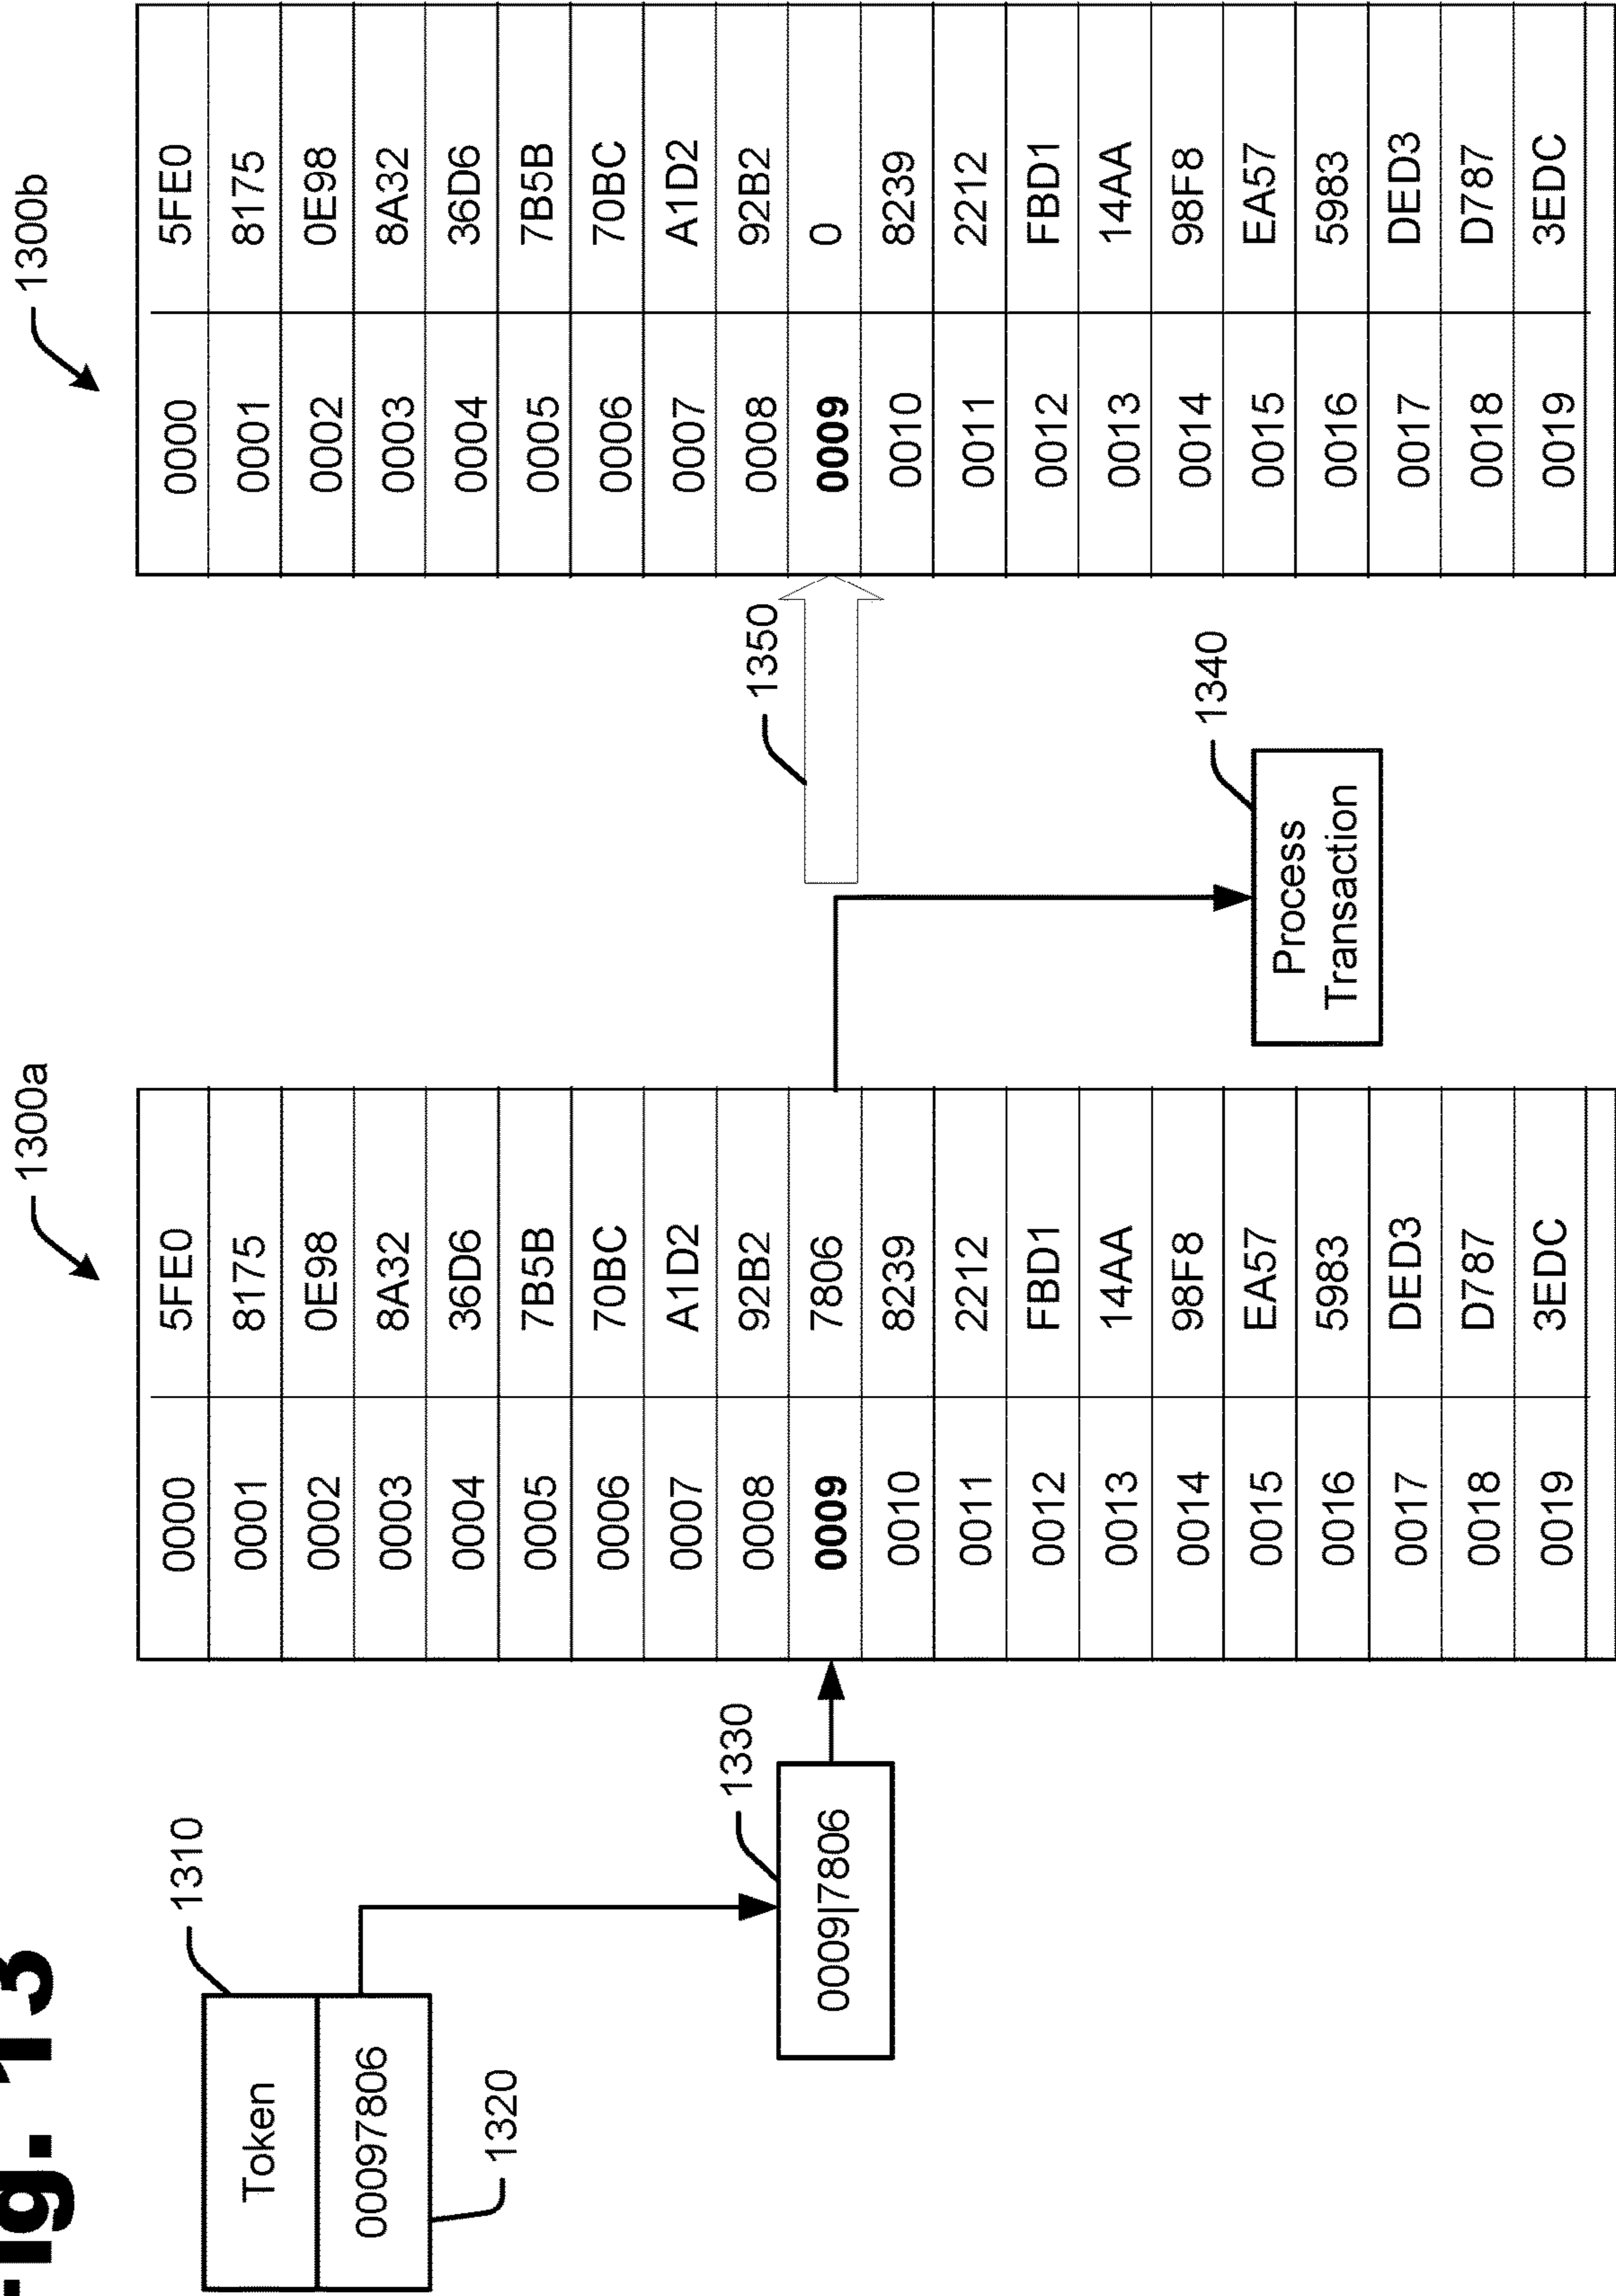 Fig. 13
1300a
1300b
0000 5FE0
0001 8175
0002 0E98
0003 8A32
0004 36D6
0005 7B5B
0006 70BC
0007 A1D2
0008 92B2
0009 7806
0010 8239
0011 2212
0012 FBD1
0013 14AA
0014 98F8
0015 EA57
0016 5983
0017 DED3
0018 D787
0019 3EDC
0000 5FE0
0001 8175
0002 0E98
0003 8A32
0004 36D6
0005 7B5B
0006 70BC
0007 A1D2
0008 92B2
0009 0
0010 8239
0011 2212
0012 FBD1
0013 14AA
0014 98F8
0015 EA57
0016 5983
0017 DED3
0018 D787
0019 3EDC
1310
Token
00097806
1320
1330
0009|7806
1350
1340
Process
Transaction